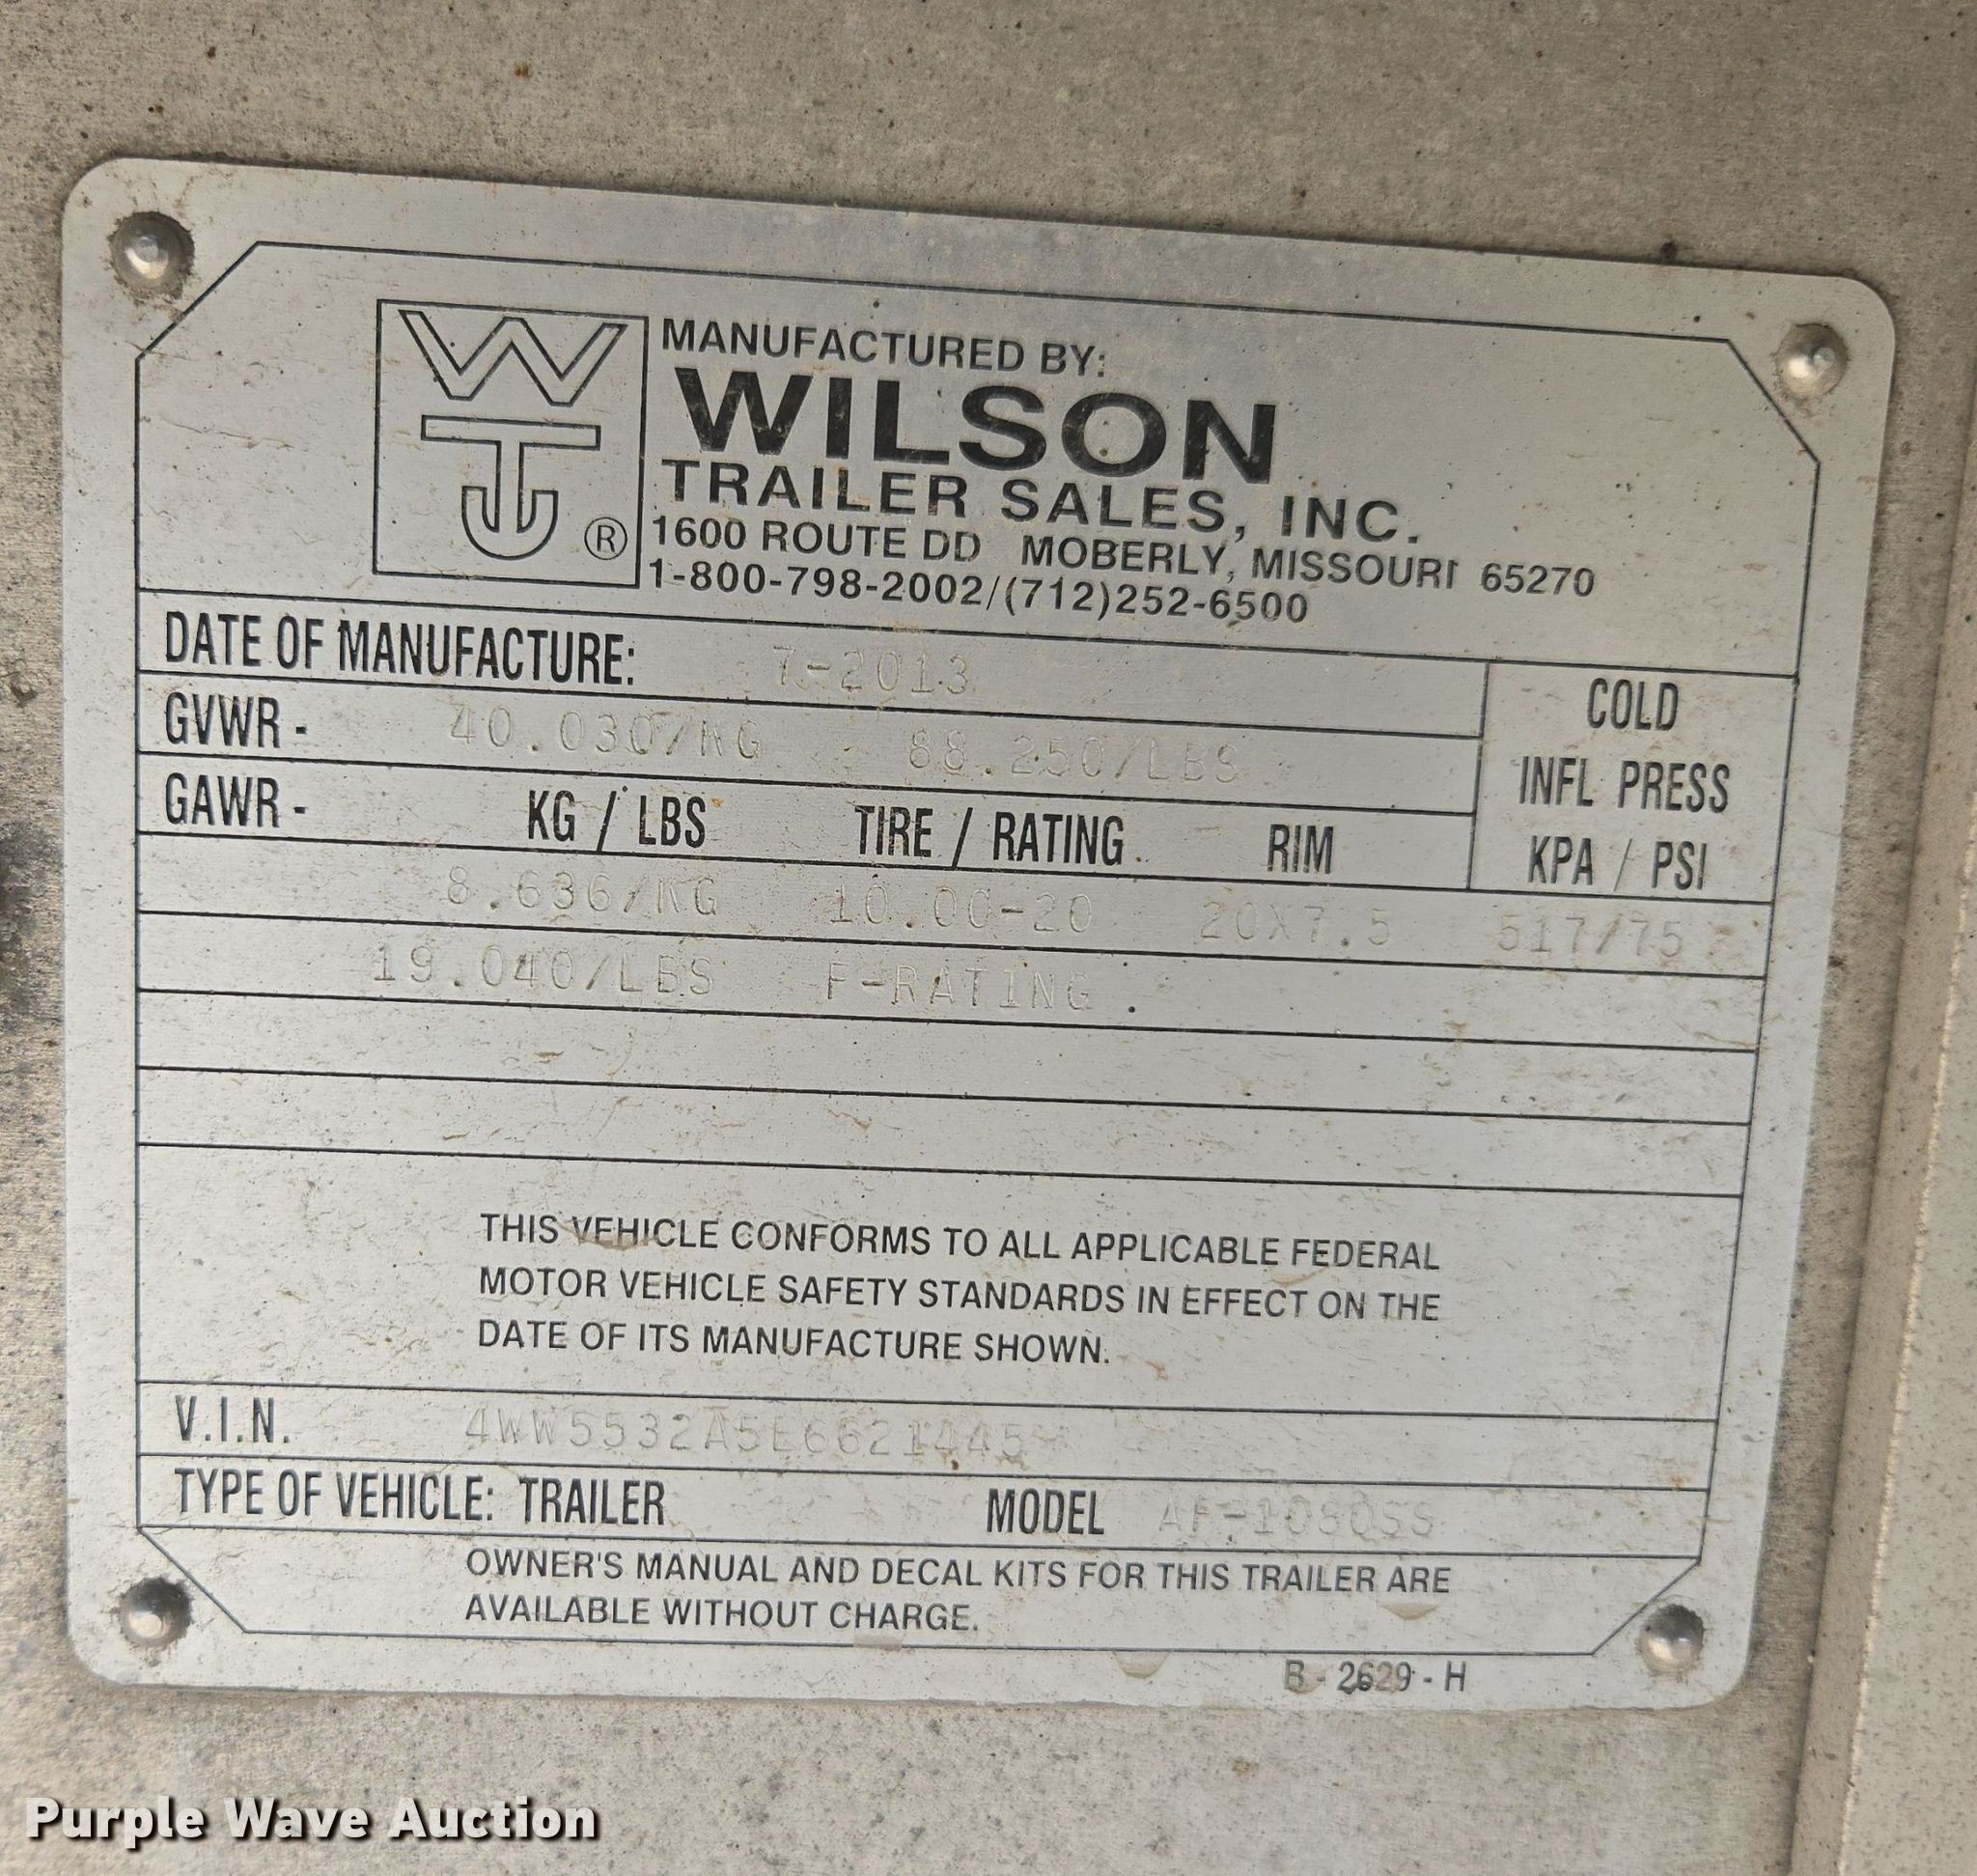 MANUFACTURED BY:
WILSON
TRAILER SALES, INC.
1600 ROUTE DD MOBERLY, MISSOURI 65270
1-800-798-2002/(712)252-6500
WTJ ®
DATE OF MANUFACTURE: 7-2013
COLD
INFL PRESS
KPA / PSI
GVWR - 40.030/KG 88.250/LBS
GAWR - KG / LBS TIRE / RATING RIM
8.636/KG 10.00-20 20X7.5 517/75
19.040/LBS F-RATING
THIS VEHICLE CONFORMS TO ALL APPLICABLE FEDERAL
MOTOR VEHICLE SAFETY STANDARDS IN EFFECT ON THE
DATE OF ITS MANUFACTURE SHOWN.
V.I.N. 4WW5532A5E6621445
TYPE OF VEHICLE: TRAILER MODEL AF-1080SS
OWNER'S MANUAL AND DECAL KITS FOR THIS TRAILER ARE
AVAILABLE WITHOUT CHARGE.
B - 2629 - H
Purple Wave Auction